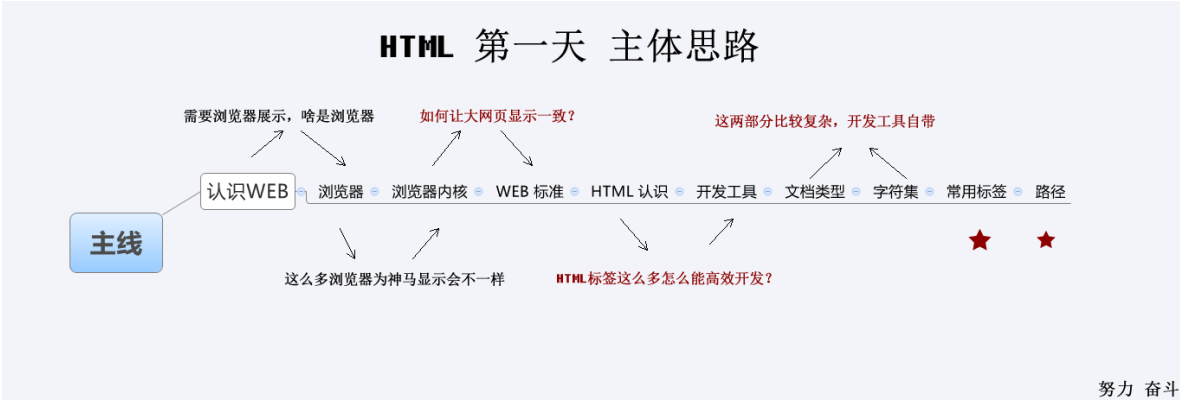 HTML 第一天 主体思路
需要浏览器展示，啥是浏览器
如何让大网页显示一致？
这两部分比较复杂，开发工具自带
认识WEB 浏览器 浏览器内核 WEB 标准 HTML 认识 开发工具 文档类型 字符集 常用标签 路径
主线
这么多浏览器为神马显示会不一样
HTML标签这么多怎么能高效开发？
努力 奋斗